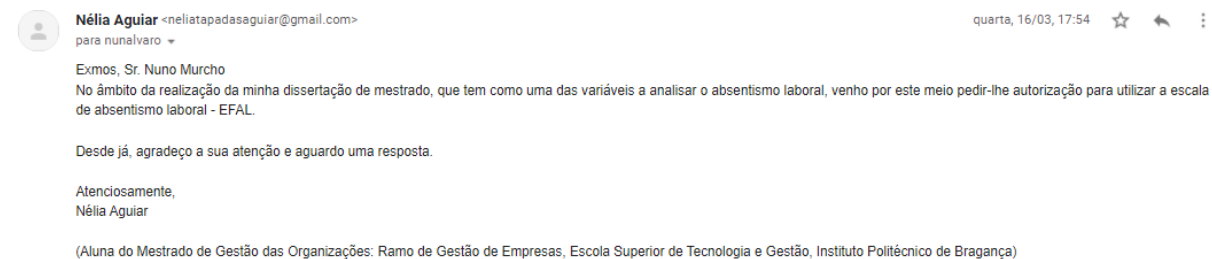 Nélia Aguiar <neliatapadasaguiar@gmail.com>
quarta, 16/03, 17:54
para nunalvaro
Exmos, Sr. Nuno Murcho
No âmbito da realização da minha dissertação de mestrado, que tem como uma das variáveis a analisar o absentismo laboral, venho por este meio pedir-lhe autorização para utilizar a escala
de absentismo laboral - EFAL.
Desde já, agradeço a sua atenção e aguardo uma resposta.
Atenciosamente,
Nélia Aguiar
(Aluna do Mestrado de Gestão das Organizações: Ramo de Gestão de Empresas, Escola Superior de Tecnologia e Gestão, Instituto Politécnico de Bragança)